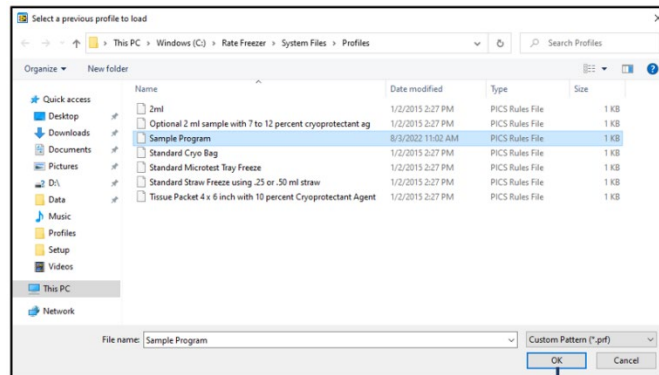 Select a previous profile to load
This PC > Windows (C:) > Rate Freezer > System Files > Profiles
Search Profiles
Organize
New folder
Name Date modified Type Size
Quick access
Desktop
Downloads
Documents
Pictures
D:\
Data
Music
Profiles
Setup
Videos
This PC
Network
2ml 1/2/2015 2:27 PM PICS Rules File 1 KB
Optional 2 ml sample with 7 to 12 percent cryoprotectant ag 1/2/2015 2:27 PM PICS Rules File 1 KB
Sample Program 8/3/2022 11:02 AM PICS Rules File 1 KB
Standard Cryo Bag 1/2/2015 2:27 PM PICS Rules File 1 KB
Standard Microtest Tray Freeze 1/2/2015 2:27 PM PICS Rules File 1 KB
Standard Straw Freeze using .25 or .50 ml straw 1/2/2015 2:27 PM PICS Rules File 1 KB
Tissue Packet 4 x 6 inch with 10 percent Cryoprotectant Agent 1/2/2015 2:27 PM PICS Rules File 1 KB
File name: Sample Program Custom Pattern (*.prf)
OK Cancel